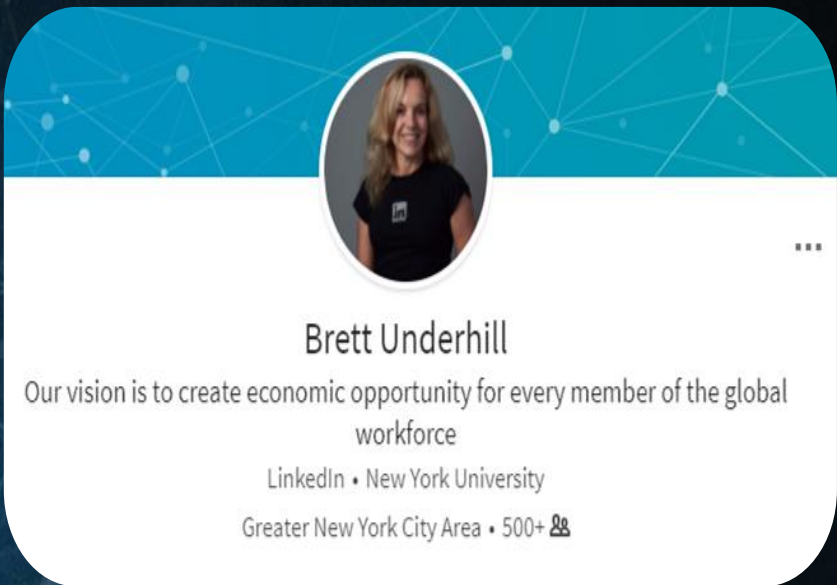 in
Brett Underhill
Our vision is to create economic opportunity for every member of the global
workforce
LinkedIn • New York University
Greater New York City Area • 500+